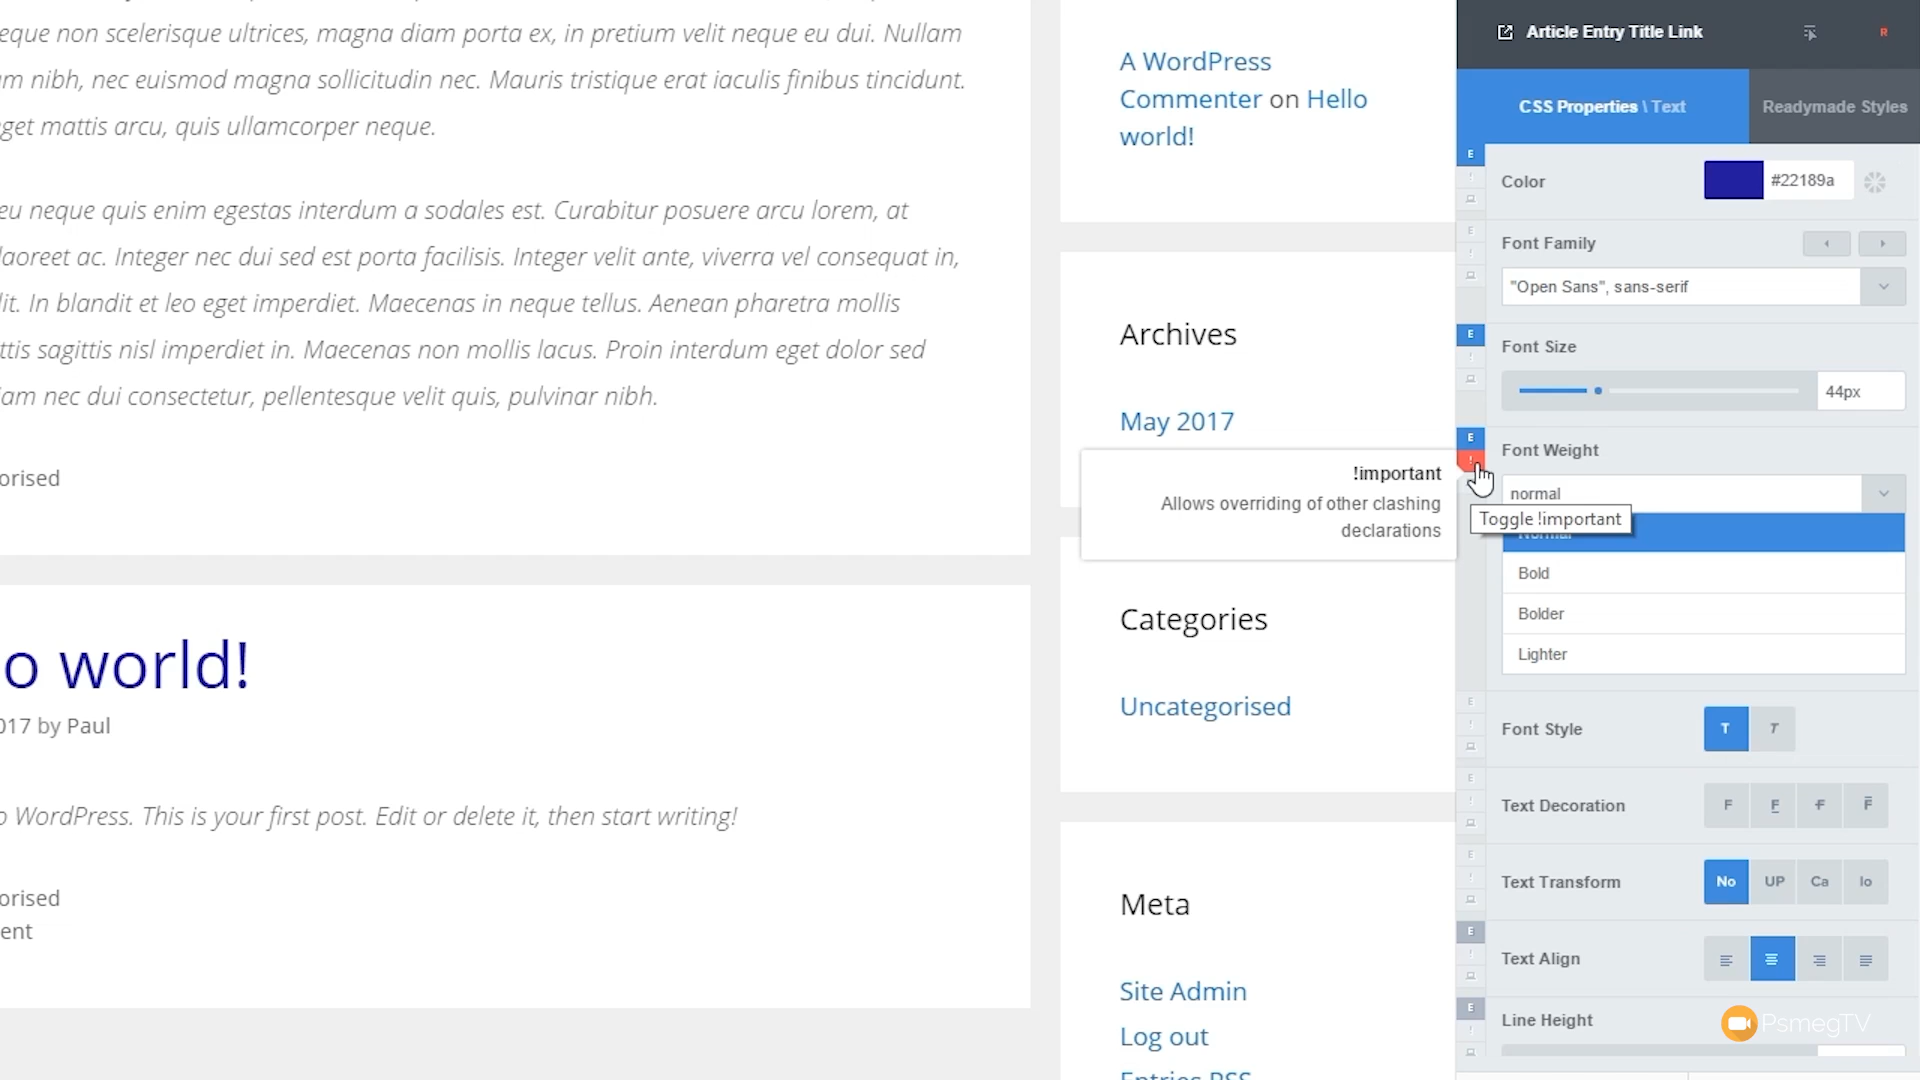 eque non scelerisque ultrices, magna diam porta ex, in pretium velit neque eu dui. Nullam
m nibh, nec euismod magna sollicitudin nec. Mauris tristique erat iaculis finibus tincidunt.
get mattis arcu, quis ullamcorper neque.
eu neque quis enim egestas interdum a sodales est. Curabitur posuere arcu lorem, at
laoreet ac. Integer nec dui sed est porta facilisis. Integer velit ante, viverra vel consequat in,
lit. In blandit et leo eget imperdiet. Maecenas in neque tellus. Aenean pharetra mollis
ttis sagittis nisl imperdiet in. Maecenas non mollis lacus. Proin interdum eget dolor sed
iam nec dui consectetur, pellentesque velit quis, pulvinar nibh.
orised
o world!
017 by Paul
o WordPress. This is your first post. Edit or delete it, then start writing!
orised
ent
A WordPress
Commenter on Hello
world!
Archives
May 2017
!important
Allows overriding of other clashing
declarations
Categories
Uncategorised
Meta
Site Admin
Log out
Entries RSS
Article Entry Title Link
R
CSS Properties \ Text
Readymade Styles
E
Color
#22189a
E
Font Family
"Open Sans", sans-serif
E
Font Size
44px
E
!
Font Weight
normal
Toggle !important
Normal
Bold
Bolder
Lighter
E
Font Style
T T
E
Text Decoration
F F F F
E
Text Transform
No UP Ca lo
E
Text Align
E
Line Height
PsmegTV